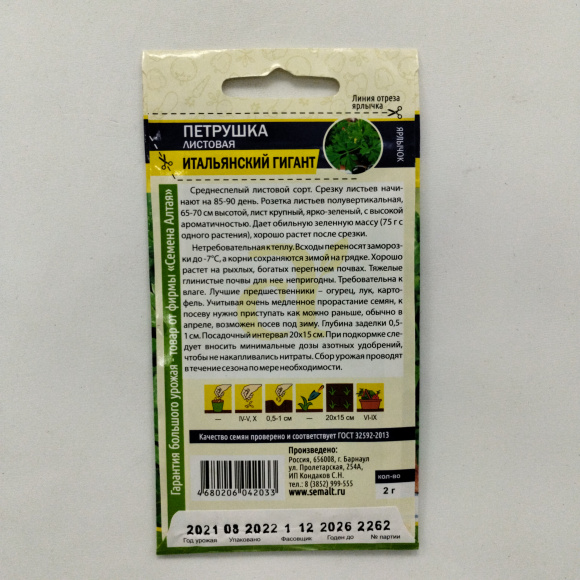 Линия отреза
ярлычка
ПЕТРУШКА
ЛИСТОВАЯ
ИТАЛЬЯНСКИЙ ГИГАНТ
ЯРЛЫЧОК
Гарантия большого урожая - товар от фирмы «Семена Алтая»
Среднеспелый листовой сорт. Срезку листьев начи-
нают на 85-90 день. Розетка листьев полувертикальная,
65-70 см высотой, лист крупный, ярко-зеленый, с высокой
ароматичностью. Дает обильную зеленную массу (75 г с
одного растения), хорошо растет после срезки.
Нетребовательна к теплу. Всходы переносят замороз-
ки до -7°С, а корни сохраняются зимой на грядке. Хорошо
растет на рыхлых, богатых перегноем почвах. Тяжелые
глинистые почвы для нее непригодны. Требовательна к
влаге. Лучшие предшественники – огурец, лук, карто-
фель. Учитывая очень медленное прорастание семян, к
посеву нужно приступать как можно раньше, обычно в
апреле, возможен посев под зиму. Глубина заделки 0,5-
1 см. Посадочный интервал 20х15 см. При подкормке сле-
дует вносить минимальные дозы азотных удобрений,
чтобы не накапливались нитраты. Сбор урожая проводят
в течение сезона по мере необходимости.
— IV-V, X 0,5-1 см — 20х15 см VI-IX
Качество семян проверено и соответствует ГОСТ 32592-2013
Произведено:
Россия, 656008, г. Барнаул
ул. Пролетарская, 254А,
ИП Кондаков С.Н.
тел.: 8 (3852) 999-555
www.semalt.ru
кол-во
2 г
4680206042033
2021 08 2022 1 12 2026 2262
Год урожая Упаковано Фасовщик Годен до № партии